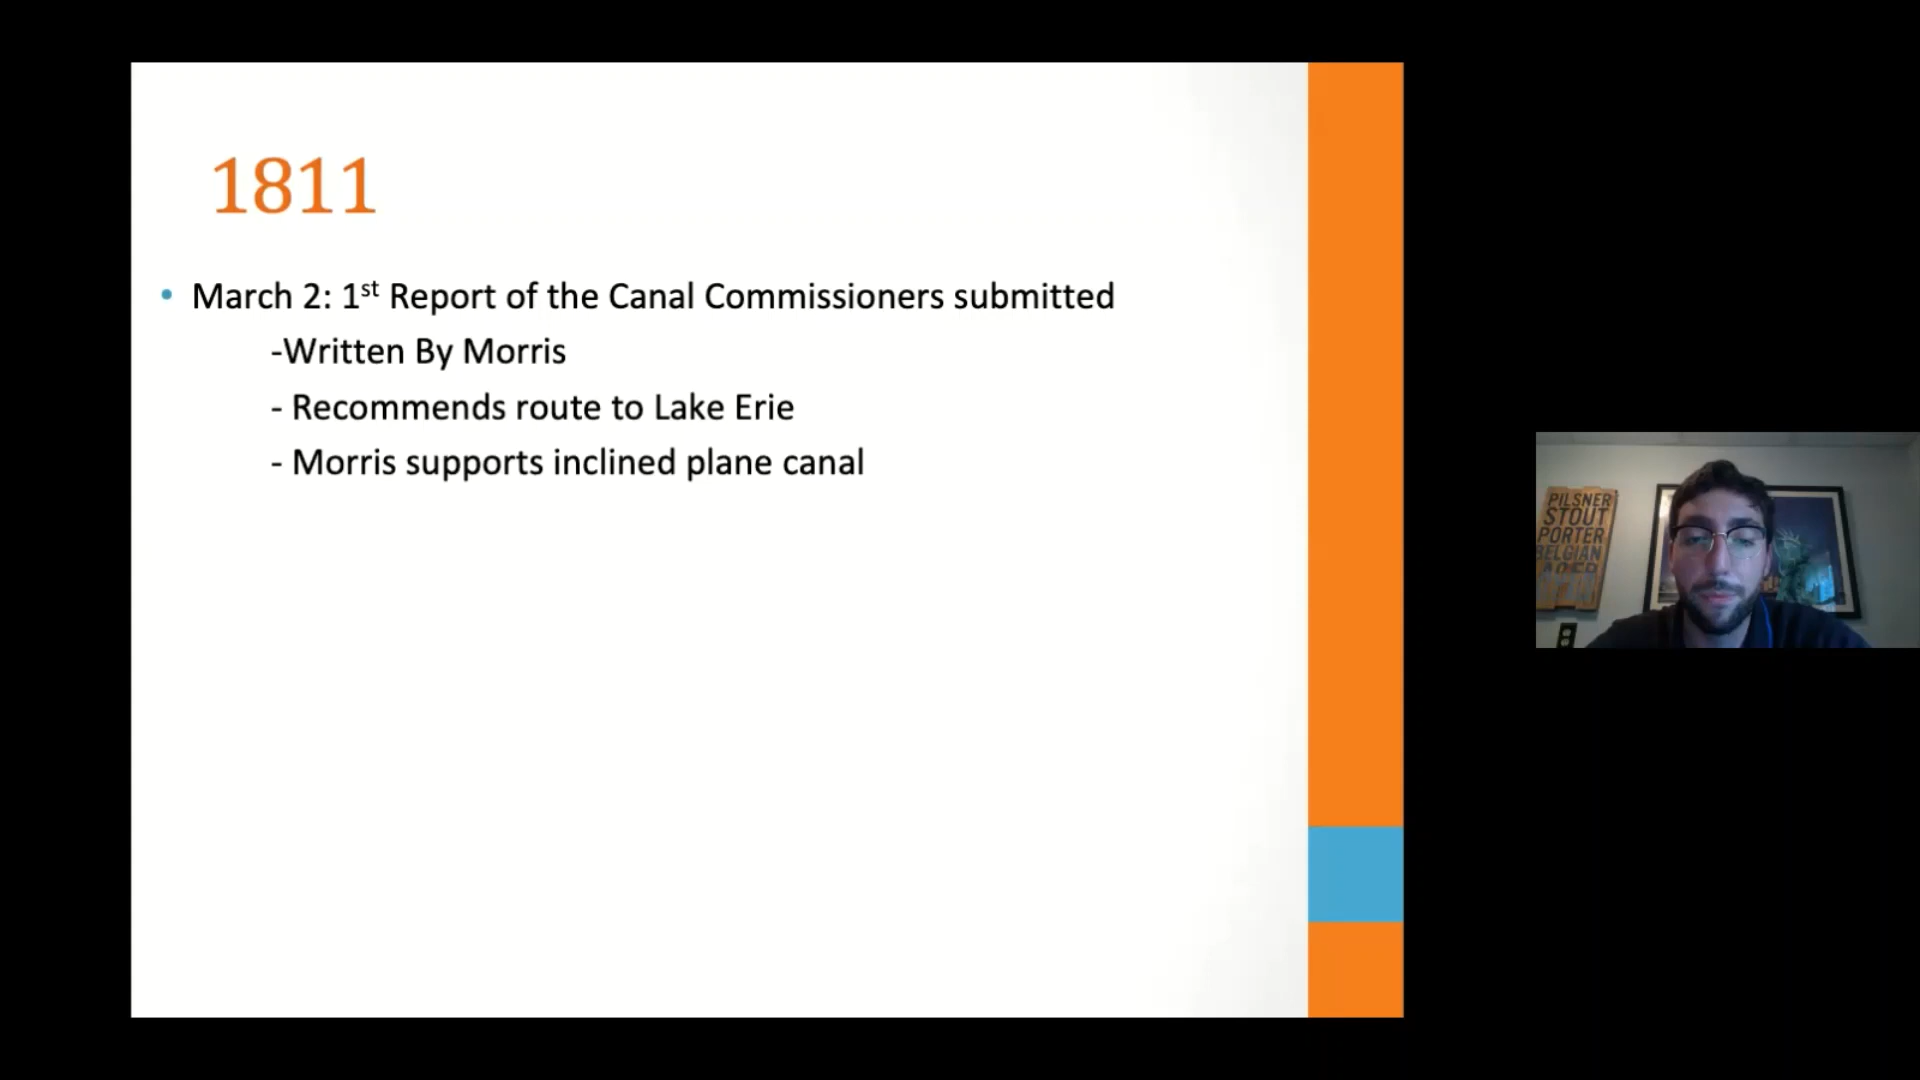 1811
• March 2: 1st Report of the Canal Commissioners submitted
-Written By Morris
- Recommends route to Lake Erie
- Morris supports inclined plane canal
PILSNER
STOUT
PORTER
BELGIAN